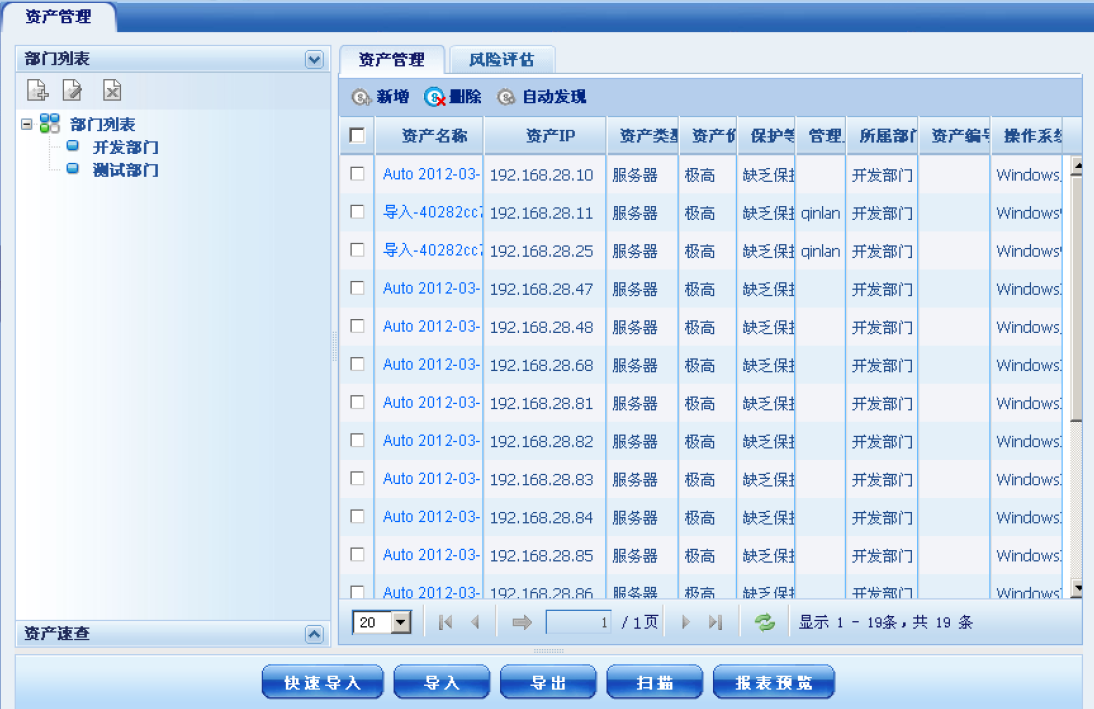 资产管理
部门列表
部门列表
开发部门
测试部门
资产速查
资产管理 风险评估
新增 删除 自动发现
资产名称 资产IP 资产类型 资产价 保护等 管理 所属部门 资产编号 操作系统
Auto 2012-03- 192.168.28.10 服务器 极高 缺乏保护 开发部门 Windows
导入-40282cc7 192.168.28.11 服务器 极高 缺乏保护 qinlan 开发部门 Windows
导入-40282cc7 192.168.28.25 服务器 极高 缺乏保护 qinlan 开发部门 Windows
Auto 2012-03- 192.168.28.47 服务器 极高 缺乏保护 开发部门 Windows
Auto 2012-03- 192.168.28.48 服务器 极高 缺乏保护 开发部门 Windows
Auto 2012-03- 192.168.28.68 服务器 极高 缺乏保护 开发部门 Windows
Auto 2012-03- 192.168.28.81 服务器 极高 缺乏保护 开发部门 Windows
Auto 2012-03- 192.168.28.82 服务器 极高 缺乏保护 开发部门 Windows
Auto 2012-03- 192.168.28.83 服务器 极高 缺乏保护 开发部门 Windows
Auto 2012-03- 192.168.28.84 服务器 极高 缺乏保护 开发部门 Windows
Auto 2012-03- 192.168.28.85 服务器 极高 缺乏保护 开发部门 Windows
Auto 2012-03- 192.168.28.86 服务器 极高 缺乏保护 开发部门 Windows
20 1 / 1页 显示 1 - 19条，共 19 条
快速导入 导入 导出 扫描 报表预览